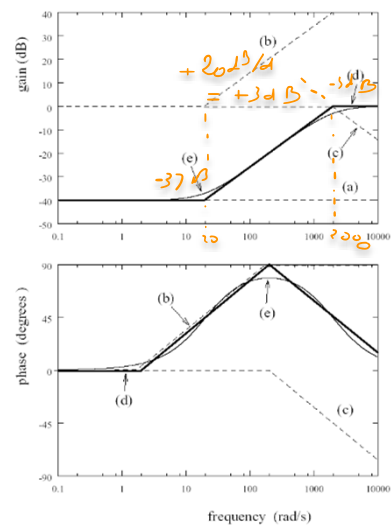 gain (dB)
40
30
20
10
0
-10
-20
-30
-40
-50
(b)
+20dB/d
= +3dB
-3dB
(d)
(c)
(e)
-37dB
(a)
20
2000
0.1
1
10
100
1000
10000
phase (degrees)
90
45
0
-45
-90
(b)
(e)
(d)
(c)
0.1
1
10
100
1000
10000
frequency (rad/s)